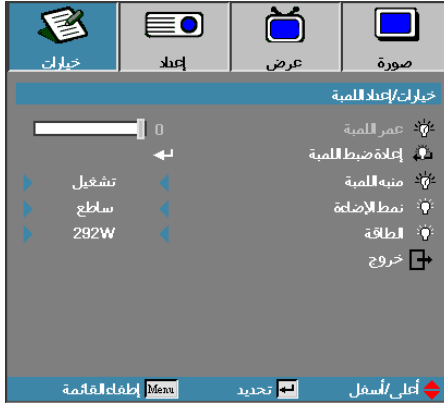 صورة عرض إعداد خيارات
خيارات/إعداد اللمبة
عمر اللمبة 0
إعادة ضبط اللمبة
منبه اللمبة تشغيل
نمط الإضاءة ساطع
الطاقة 292W
خروج
أعلى/أسفل تحديد Menu إطفاء القائمة